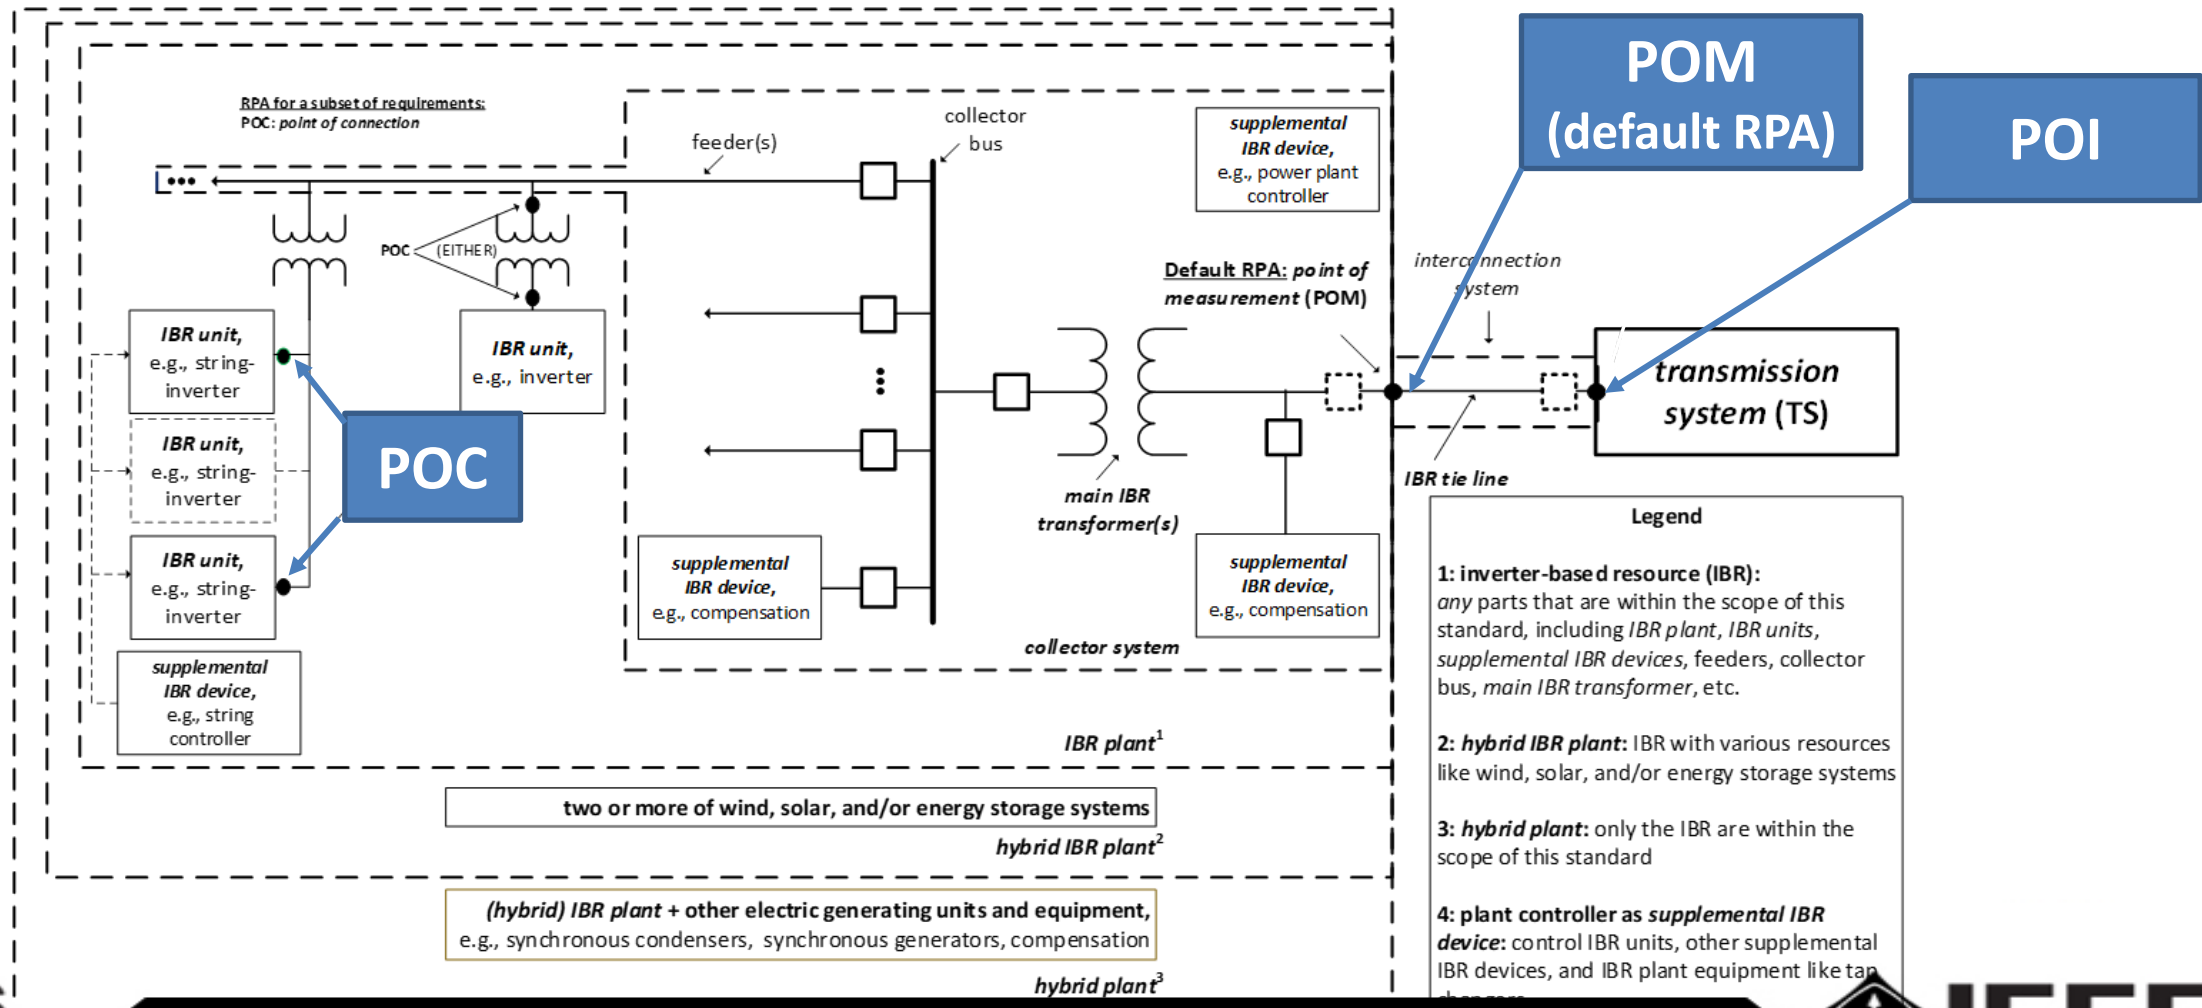 RPA for a subset of requirements:
POC: point of connection
feeder(s)
collector
bus
supplemental
IBR device,
e.g., power plant
controller
POM
(default RPA)
POI
•••
POC
(EITHER)
Default RPA: point of
measurement (POM)
interconnection
system
IBR unit,
e.g., string-
inverter
IBR unit,
e.g., inverter
IBR unit,
e.g., string-
inverter
IBR unit,
e.g., string-
inverter
POC
supplemental
IBR device,
e.g., string
controller
main IBR
transformer(s)
transmission
system (TS)
IBR tie line
supplemental
IBR device,
e.g., compensation
supplemental
IBR device,
e.g., compensation
collector system
IBR plant1
two or more of wind, solar, and/or energy storage systems
hybrid IBR plant2
(hybrid) IBR plant + other electric generating units and equipment,
e.g., synchronous condensers, synchronous generators, compensation
hybrid plant3
Legend
1: inverter-based resource (IBR):
any parts that are within the scope of this
standard, including IBR plant, IBR units,
supplemental IBR devices, feeders, collector
bus, main IBR transformer, etc.
2: hybrid IBR plant: IBR with various resources
like wind, solar, and/or energy storage systems
3: hybrid plant: only the IBR are within the
scope of this standard
4: plant controller as supplemental IBR
device: control IBR units, other supplemental
IBR devices, and IBR plant equipment like tap